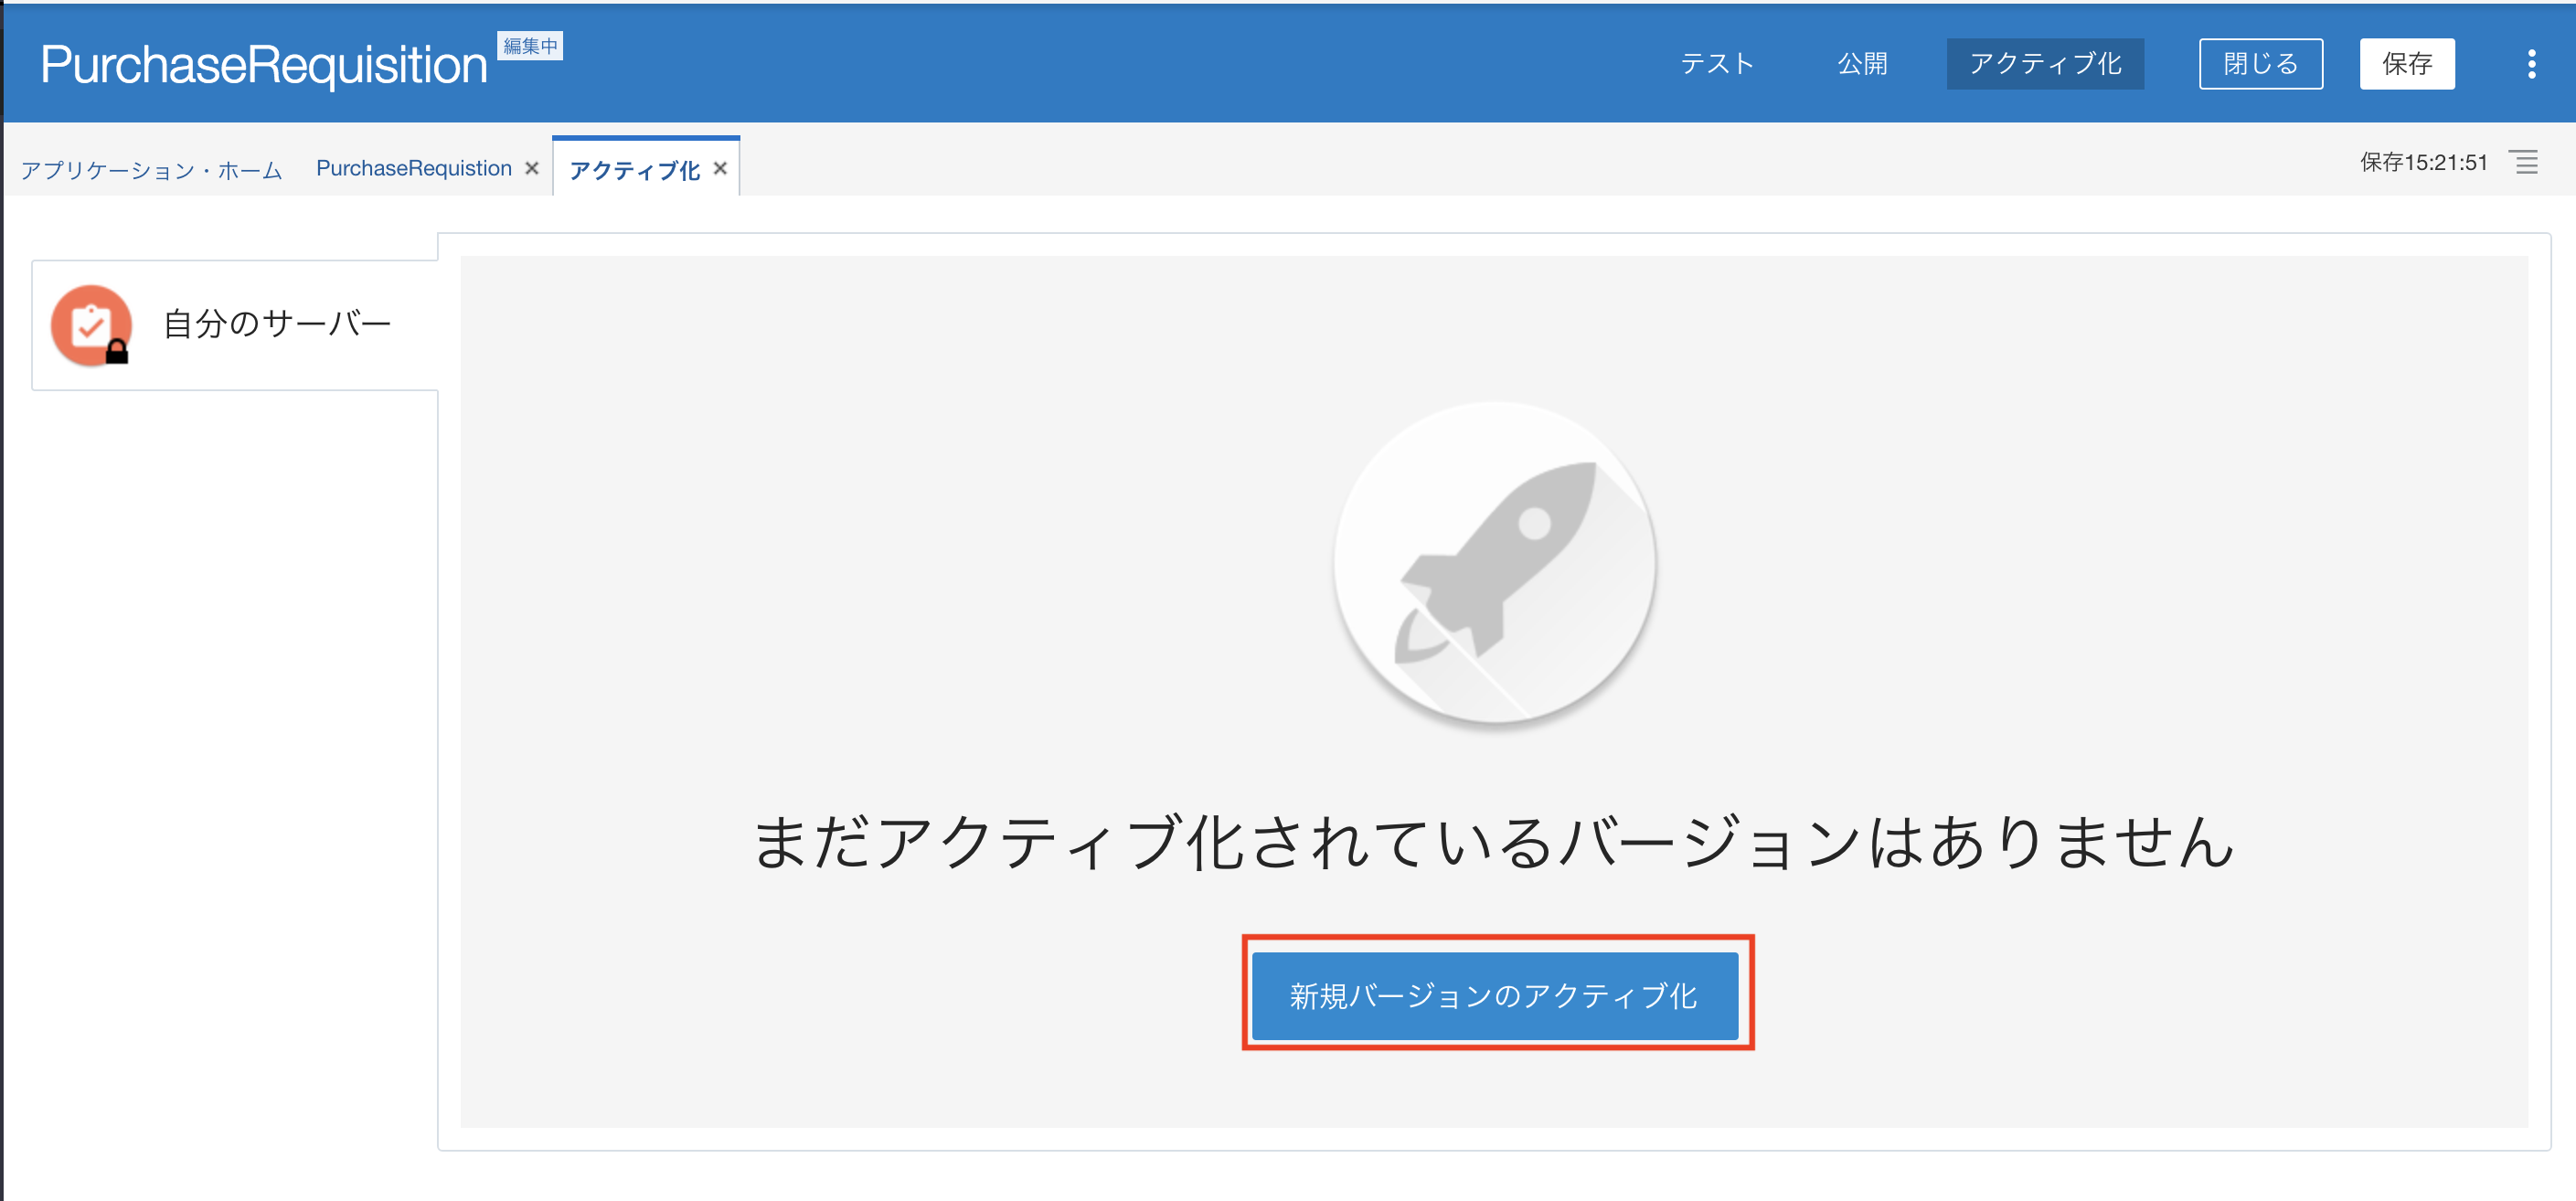 PurchaseRequisition 編集中 テスト 公開 アクティブ化 閉じる 保存
アプリケーション・ホーム PurchaseRequistion アクティブ化 保存15:21:51
自分のサーバー
まだアクティブ化されているバージョンはありません
新規バージョンのアクティブ化